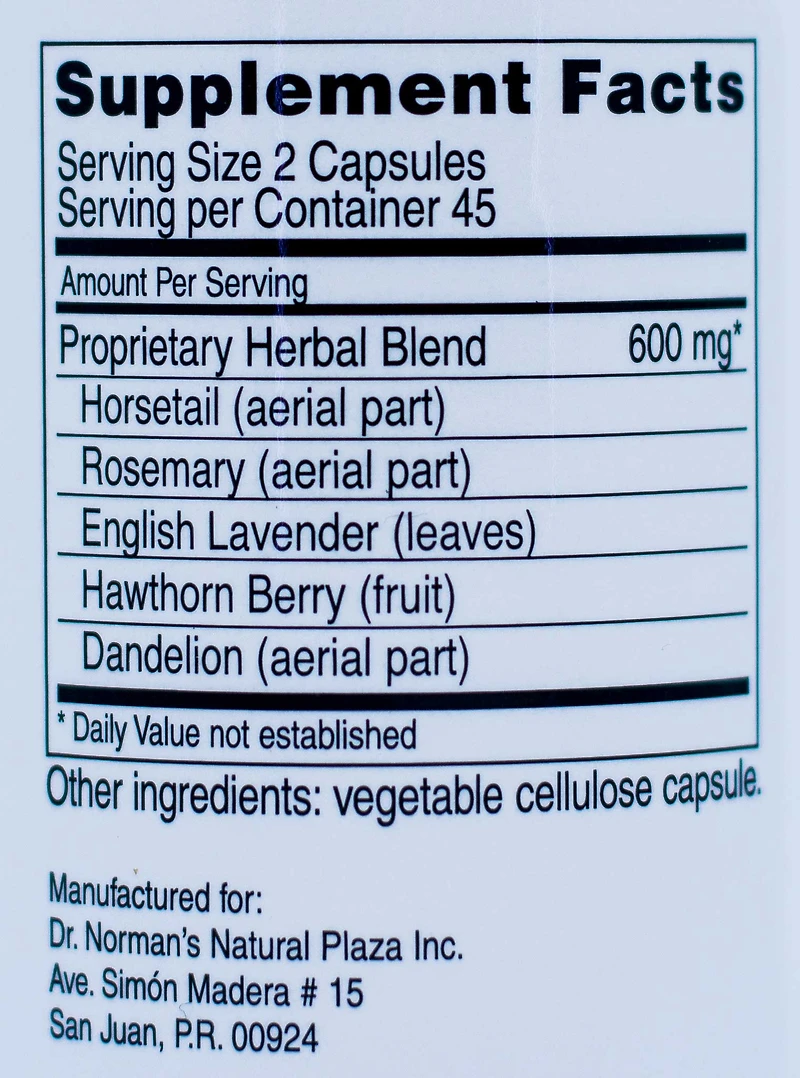 Supplement Facts
Serving Size 2 Capsules
Serving per Container 45
Amount Per Serving
Proprietary Herbal Blend 600 mg*
Horsetail (aerial part)
Rosemary (aerial part)
English Lavender (leaves)
Hawthorn Berry (fruit)
Dandelion (aerial part)
* Daily Value not established
Other ingredients: vegetable cellulose capsule.
Manufactured for:
Dr. Norman's Natural Plaza Inc.
Ave. Simón Madera # 15
San Juan, P.R. 00924